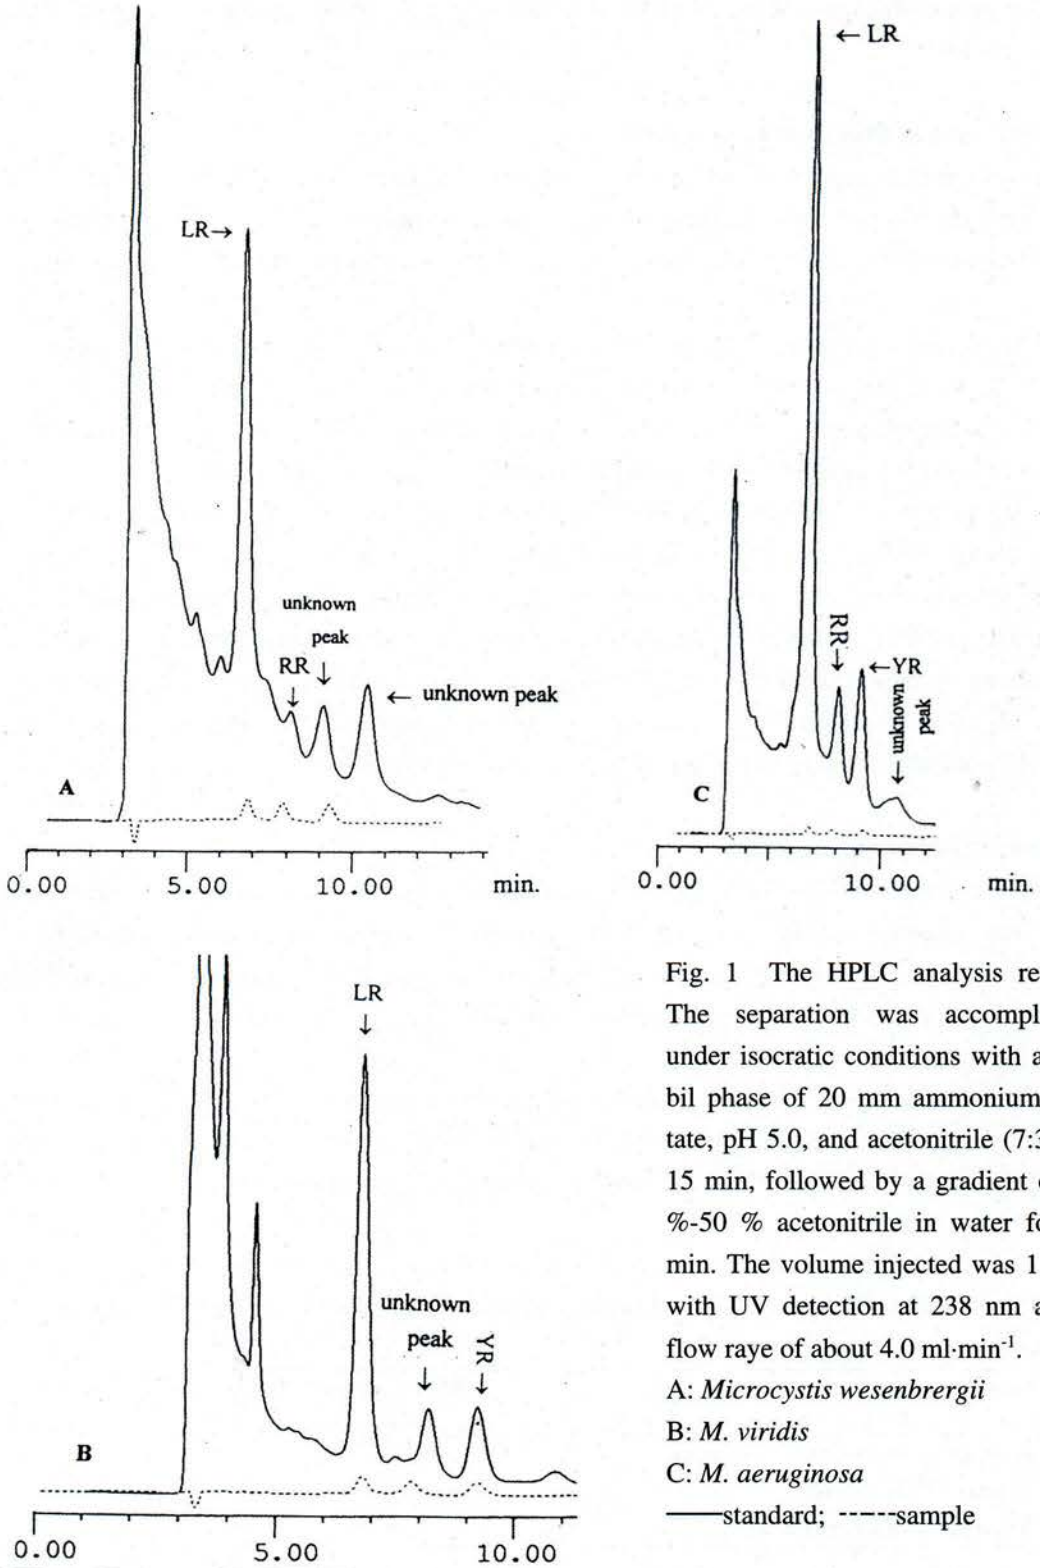 ← LR
LR→
unknown
peak
RR
↓
↓
← unknown peak
A
0.00 5.00 10.00 min.
RR→
←YR
←unknown
peak
C
0.00 10.00 min.
LR
↓
unknown
peak
↓
YR→
B
0.00 5.00 10.00
Fig. 1 The HPLC analysis re
The separation was accompl
under isocratic conditions with a
bil phase of 20 mm ammonium
tate, pH 5.0, and acetonitrile (7:3
15 min, followed by a gradient
%-50 % acetonitrile in water fo
min. The volume injected was 1
with UV detection at 238 nm a
flow raye of about 4.0 ml·min⁻¹.
A: Microcystis wesenbrergii
B: M. viridis
C: M. aeruginosa
——standard; -----sample